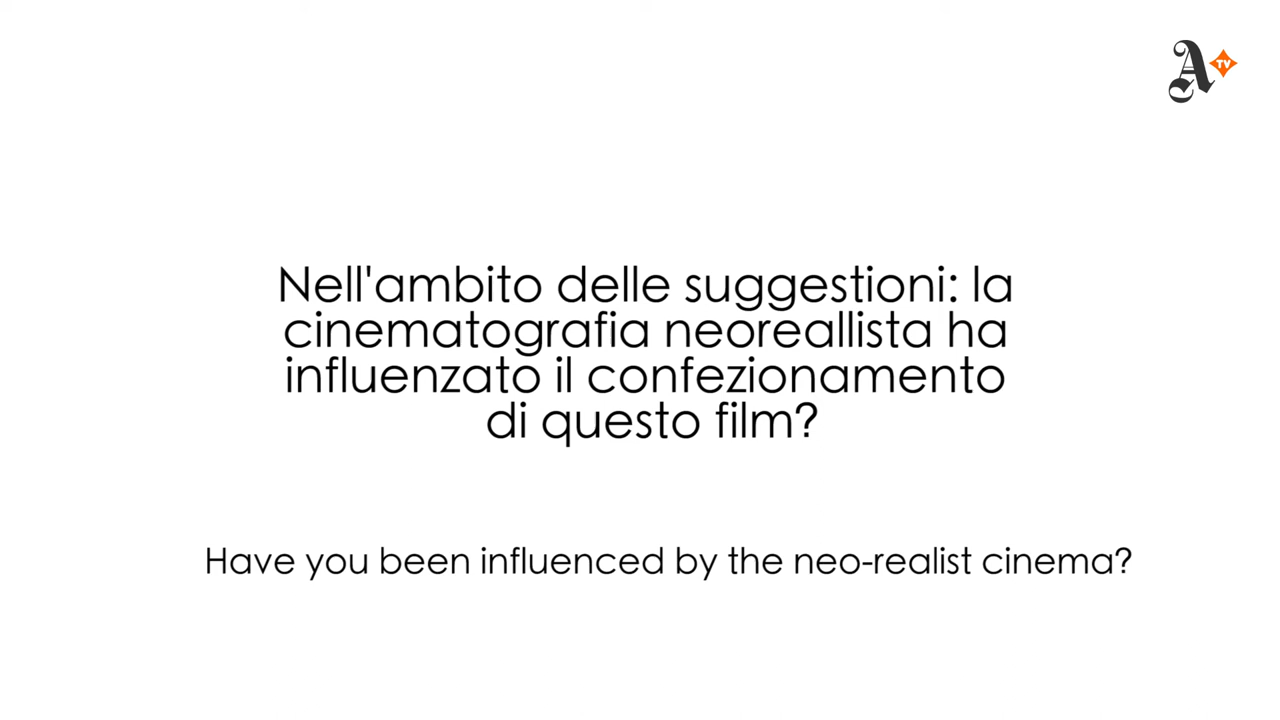 A TV
Nell'ambito delle suggestioni: la
cinematografia neoreallista ha
influenzato il confezionamento
di questo film?
Have you been influenced by the neo-realist cinema?